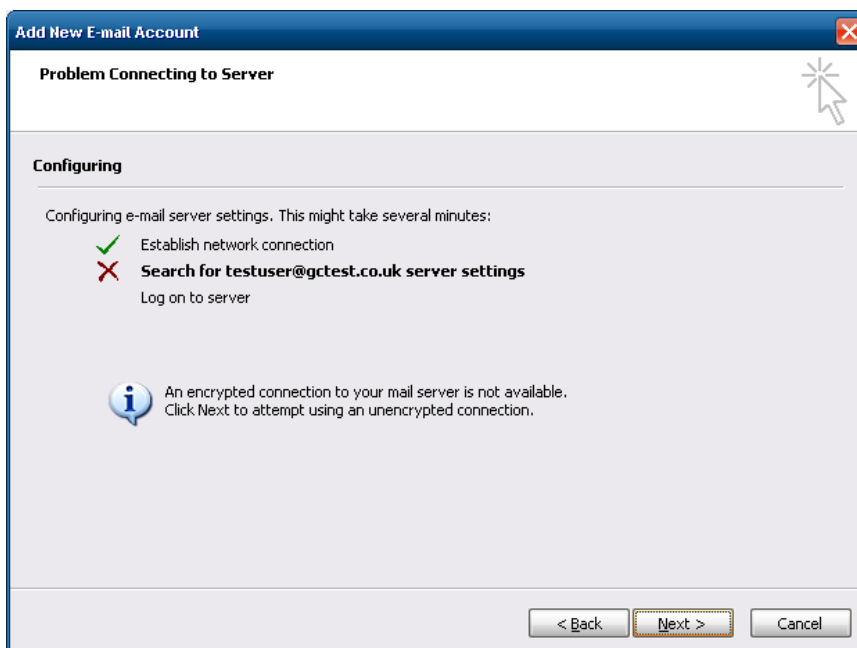 Add New E-mail Account
Problem Connecting to Server
Configuring
Configuring e-mail server settings. This might take several minutes:
Establish network connection
Search for testuser@gctest.co.uk server settings
Log on to server
An encrypted connection to your mail server is not available.
Click Next to attempt using an unencrypted connection.
< Back Next > Cancel